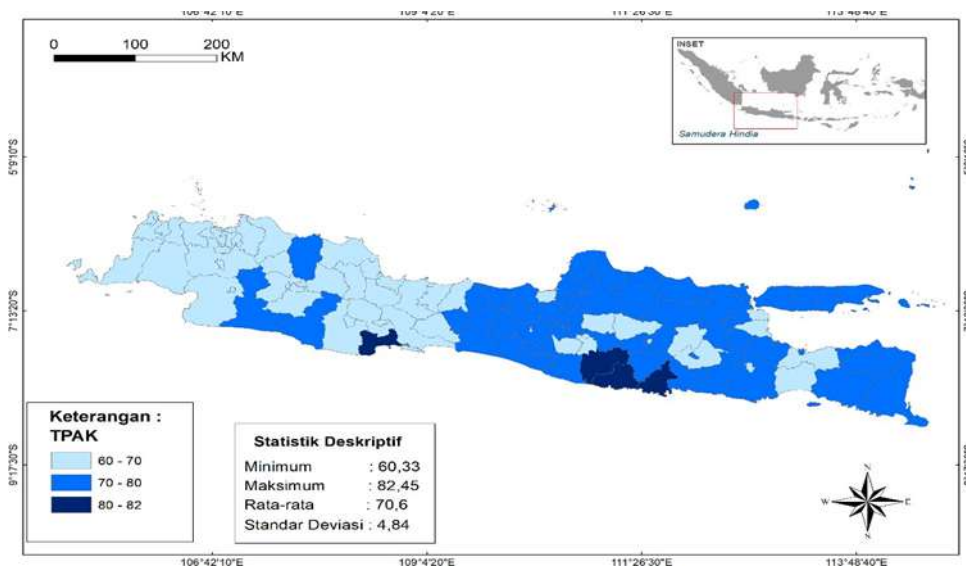 106°42'10"E 109°4'20"E 111°26'30"E 113°48'40"E
0 100 200
KM
INSET
Samudera Hindia
5°9'10"S
7°13'20"S
9°17'30"S
Keterangan :
TPAK
60 - 70
70 - 80
80 - 82
Statistik Deskriptif
Minimum : 60,33
Maksimum : 82,45
Rata-rata : 70,6
Standar Deviasi : 4,84
N
W E
S
106°42'10"E 109°4'20"E 111°26'30"E 113°48'40"E